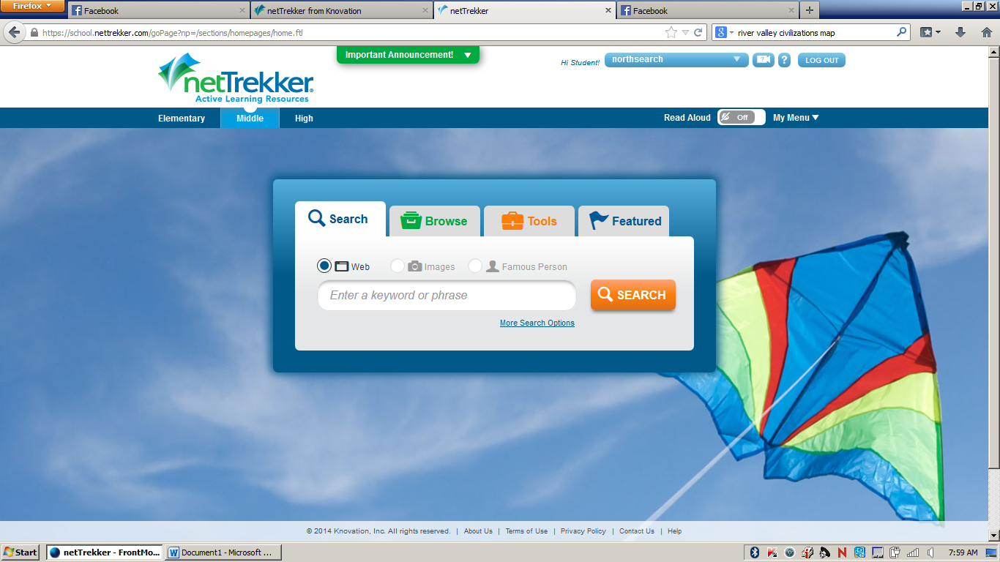 Firefox
Facebook
netTrekker from Knovation
netTrekker
Facebook
https://school.nettrekker.com/goPage?np=/sections/homepages/home.ftl
river valley civilizations map
Important Announcement!
Hi Student!
northsearch
?
LOG OUT
netTrekker®
Active Learning Resources
Elementary
Middle
High
Read Aloud
Off
My Menu
Search
Browse
Tools
Featured
Web
Images
Famous Person
Enter a keyword or phrase
SEARCH
More Search Options
© 2014 Knovation, Inc. All rights reserved. | About Us | Terms of Use | Privacy Policy | Contact Us | Help
Start
netTrekker - FrontMo...
Document1 - Microsoft ...
7:59 AM